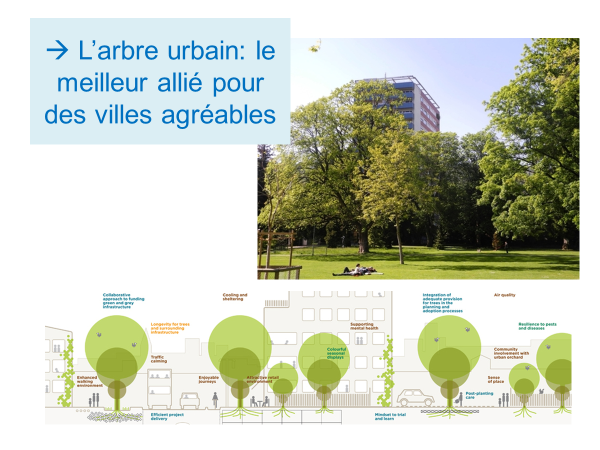 → L'arbre urbain: le
meilleur allié pour
des villes agréables
Collaborative
approach to funding
green and grey
infrastructure
Cooling and
sheltering
Integration of
adequate provision
for trees in the
planning and
adoption processes
Air quality
Longevity for trees
and surrounding
infrastructure
Supporting
mental health
Resilience to pests
and diseases
Traffic
calming
Colourful
seasonal
displays
Community
involvement with
urban orchard
Enhanced
walking
environment
Enjoyable
journeys
Attractive retail
environment
Sense
of place
Post-planting
care
Efficient project
delivery
Mindset to trial
and learn